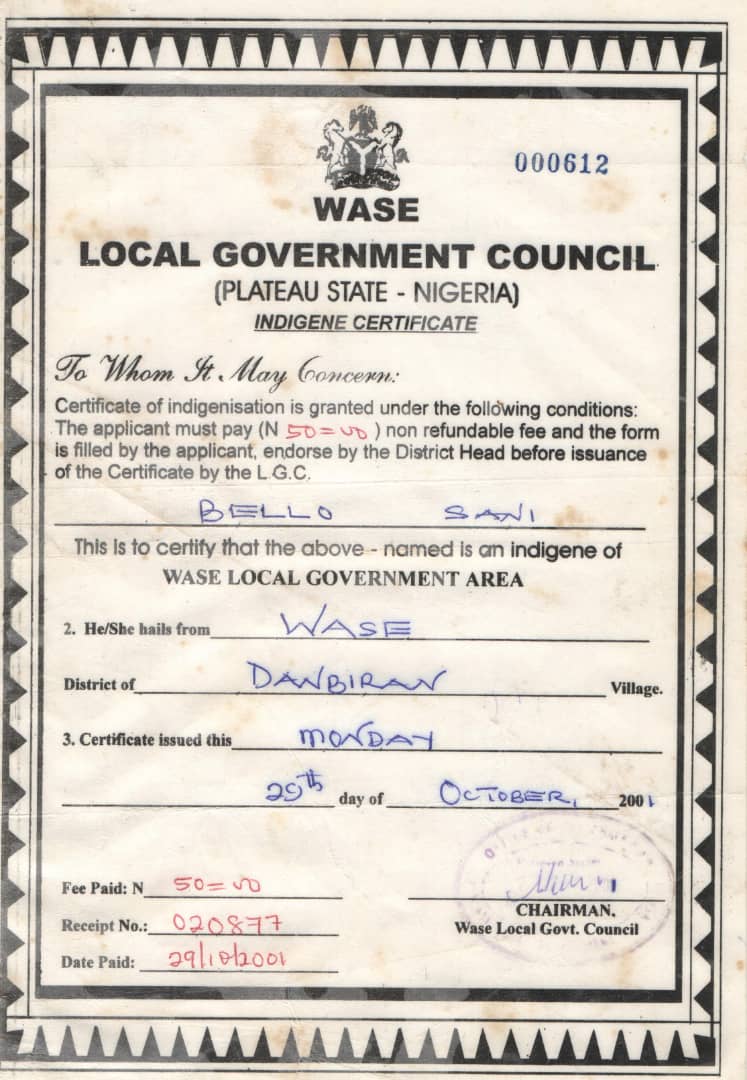 000612
WASE
LOCAL GOVERNMENT COUNCIL
(PLATEAU STATE - NIGERIA)
INDIGENE CERTIFICATE
To Whom It May Concern:
Certificate of indigenisation is granted under the following conditions:
The applicant must pay (N 50=00) non refundable fee and the form
is filled by the applicant, endorse by the District Head before issuance
of the Certificate by the L.G.C.
BELLO SANI
This is to certify that the above - named is an indigene of
WASE LOCAL GOVERNMENT AREA
2. He/She hails from WASE
District of DANBIRAN Village.
3. Certificate issued this MONDAY
29th day of OCTOBER, 2001
Fee Paid: N 50=00
CHAIRMAN.
Receipt No.: 020877
Wase Local Govt. Council
Date Paid: 29/10/2001